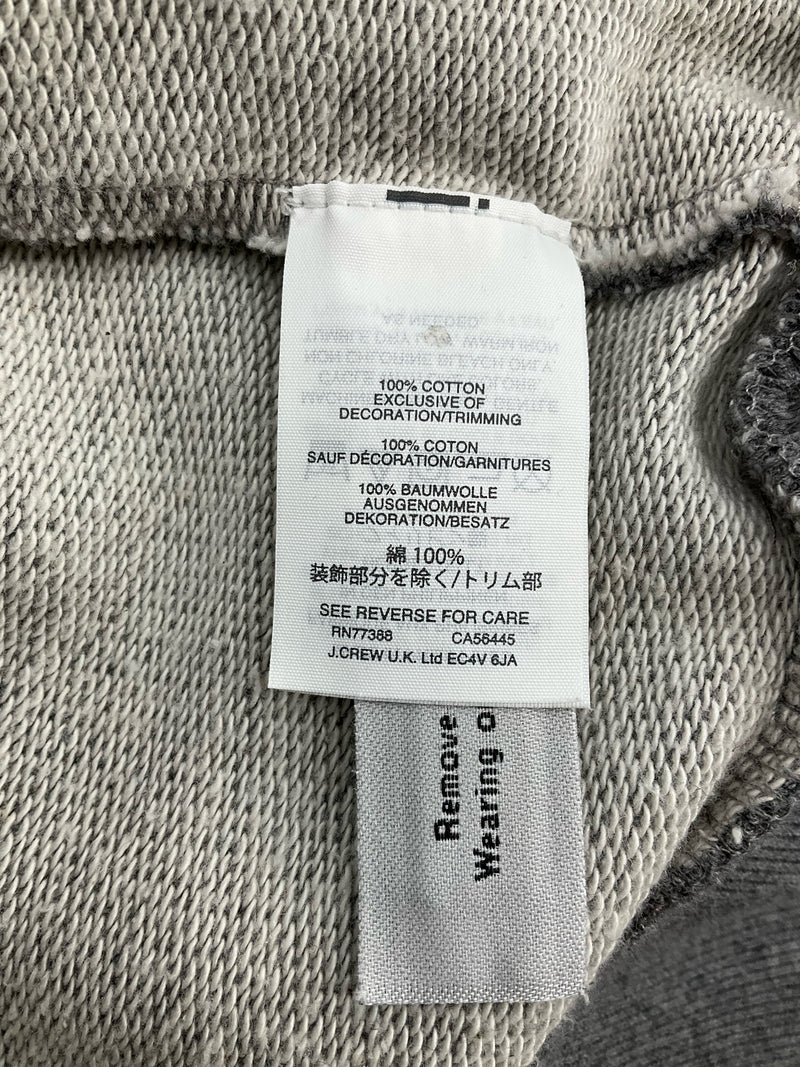 100% COTTON
EXCLUSIVE OF
DECORATION/TRIMMING
100% COTON
SAUF DÉCORATION/GARNITURES
100% BAUMWOLLE
AUSGENOMMEN
DEKORATION/BESATZ
綿 100%
装飾部分を除く/トリム部
SEE REVERSE FOR CARE
RN77388 CA56445
J.CREW U.K. Ltd EC4V 6JA
Remove
Wearing